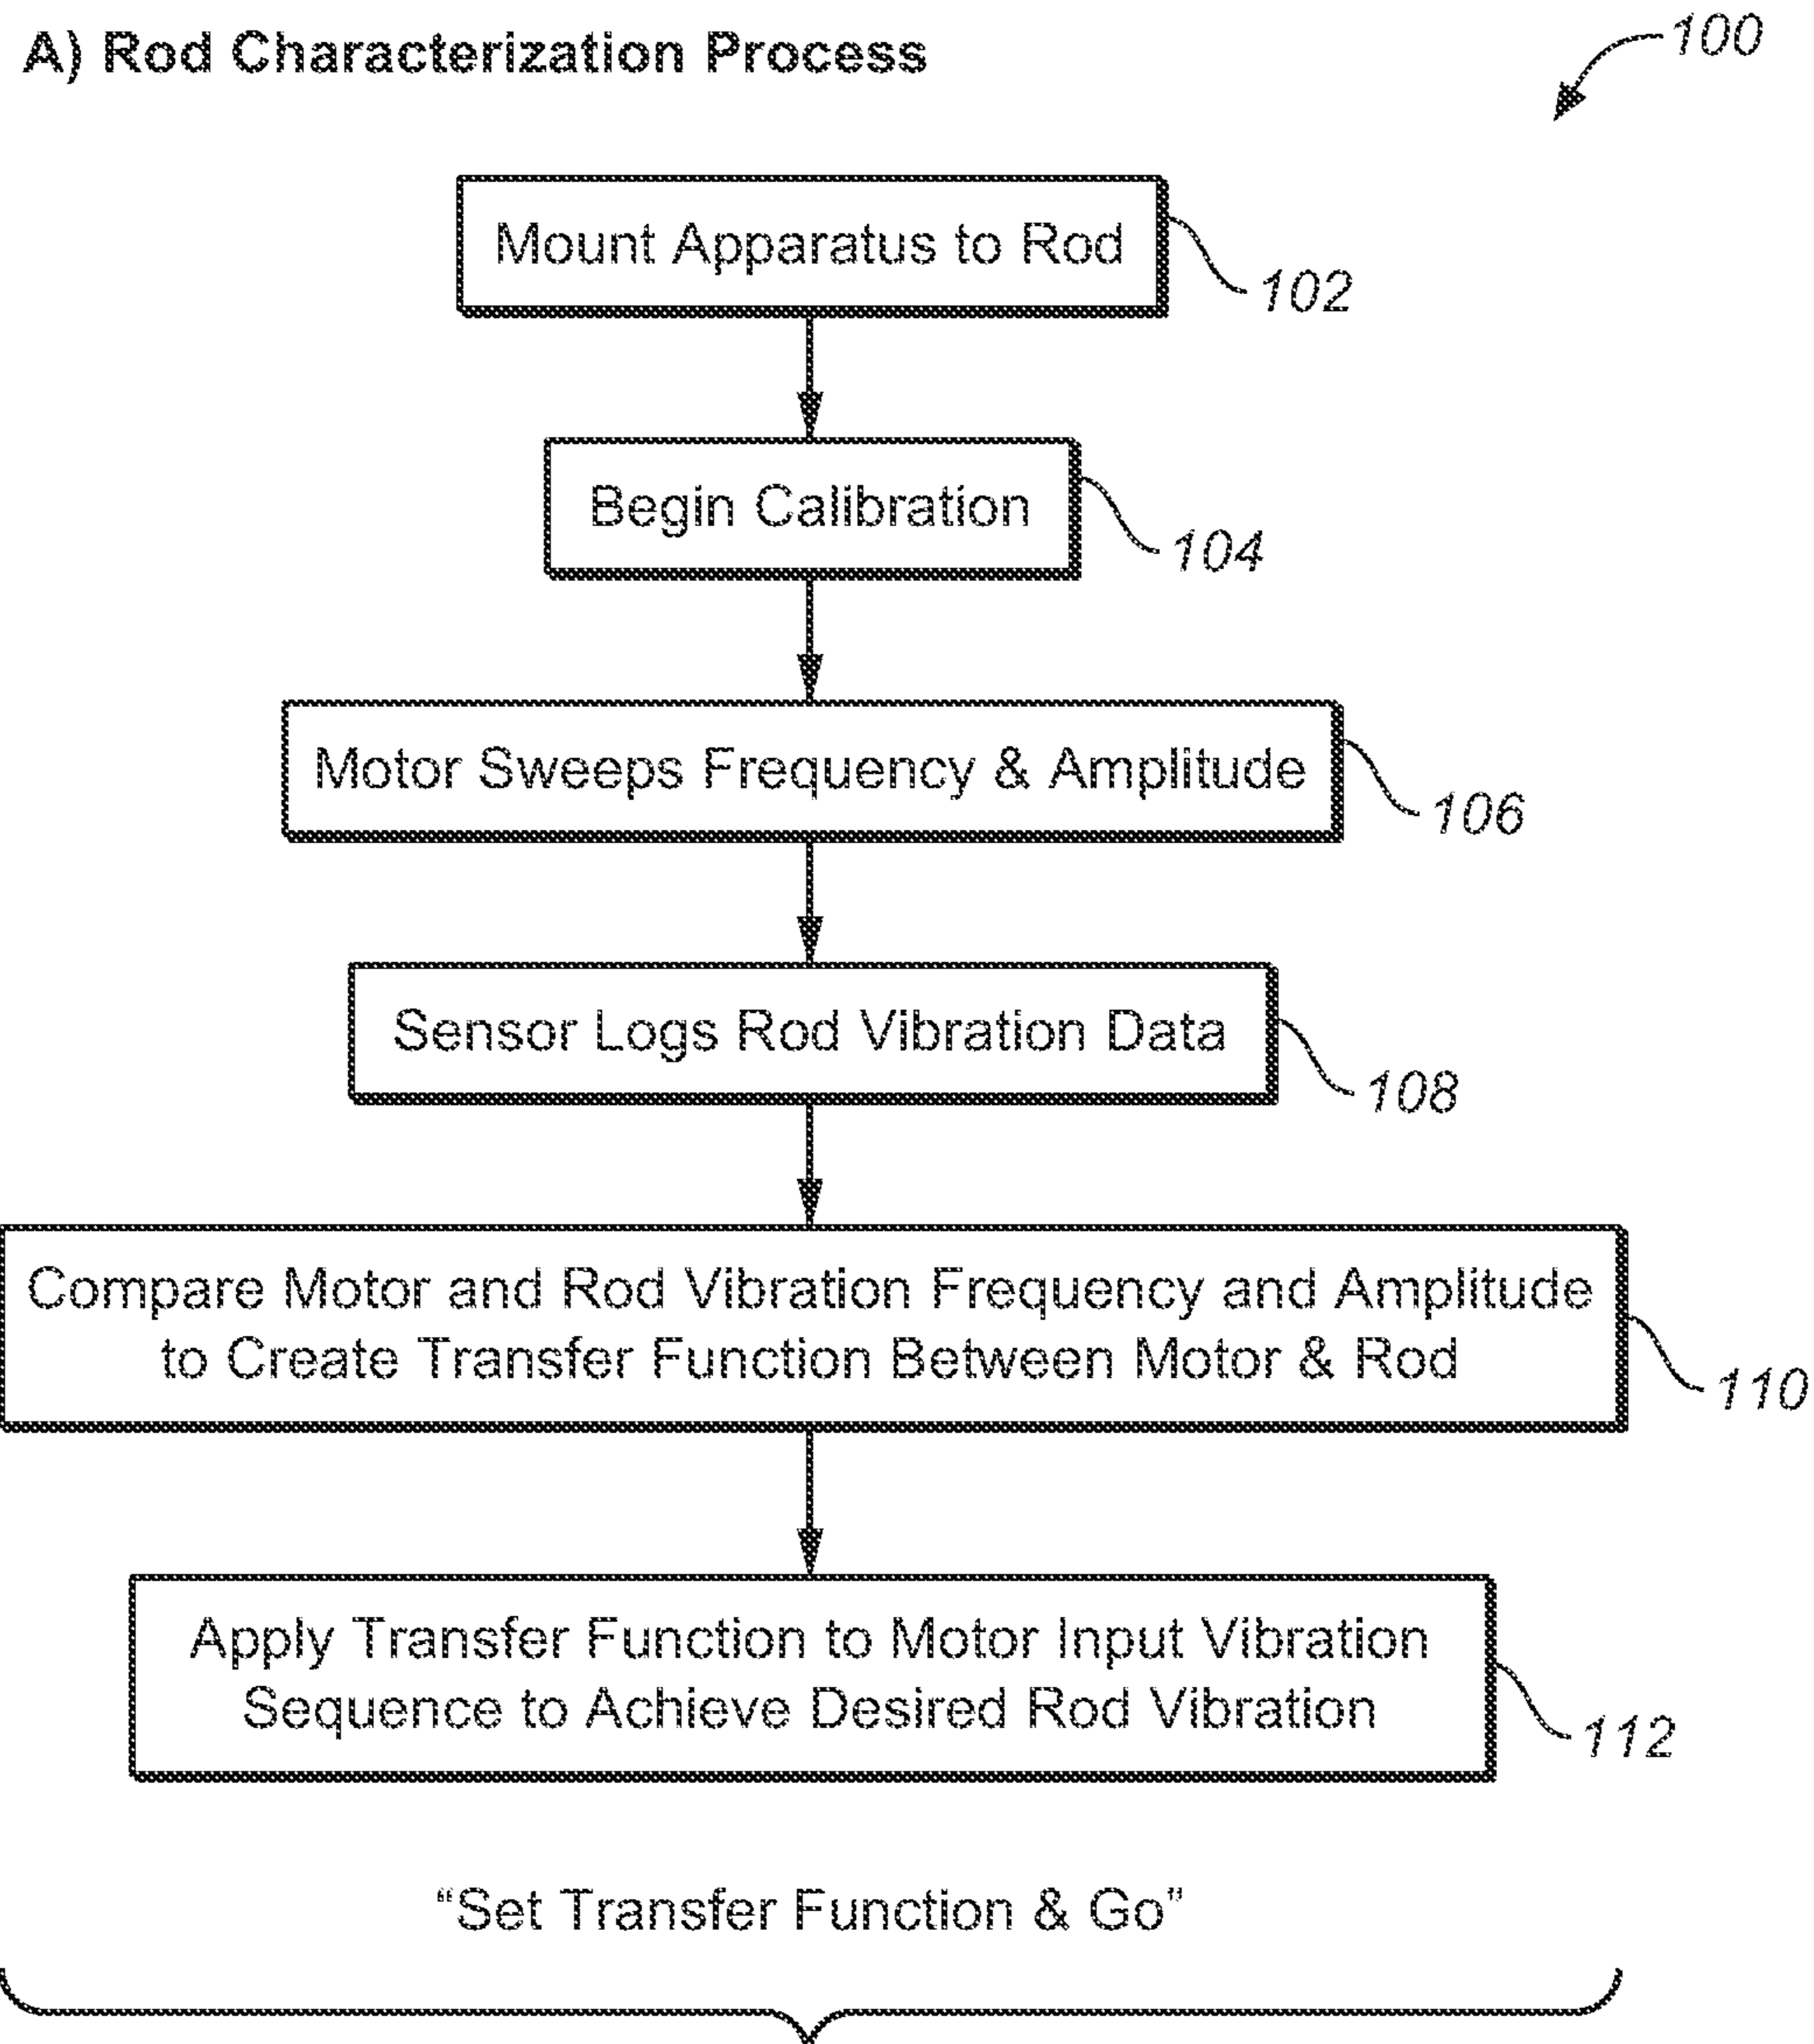 A) Rod Characterization Process
100
Mount Apparatus to Rod
102
Begin Calibration
104
Motor Sweeps Frequency & Amplitude
106
Sensor Logs Rod Vibration Data
108
Compare Motor and Rod Vibration Frequency and Amplitude
to Create Transfer Function Between Motor & Rod
110
Apply Transfer Function to Motor Input Vibration
Sequence to Achieve Desired Rod Vibration
112
“Set Transfer Function & Go”